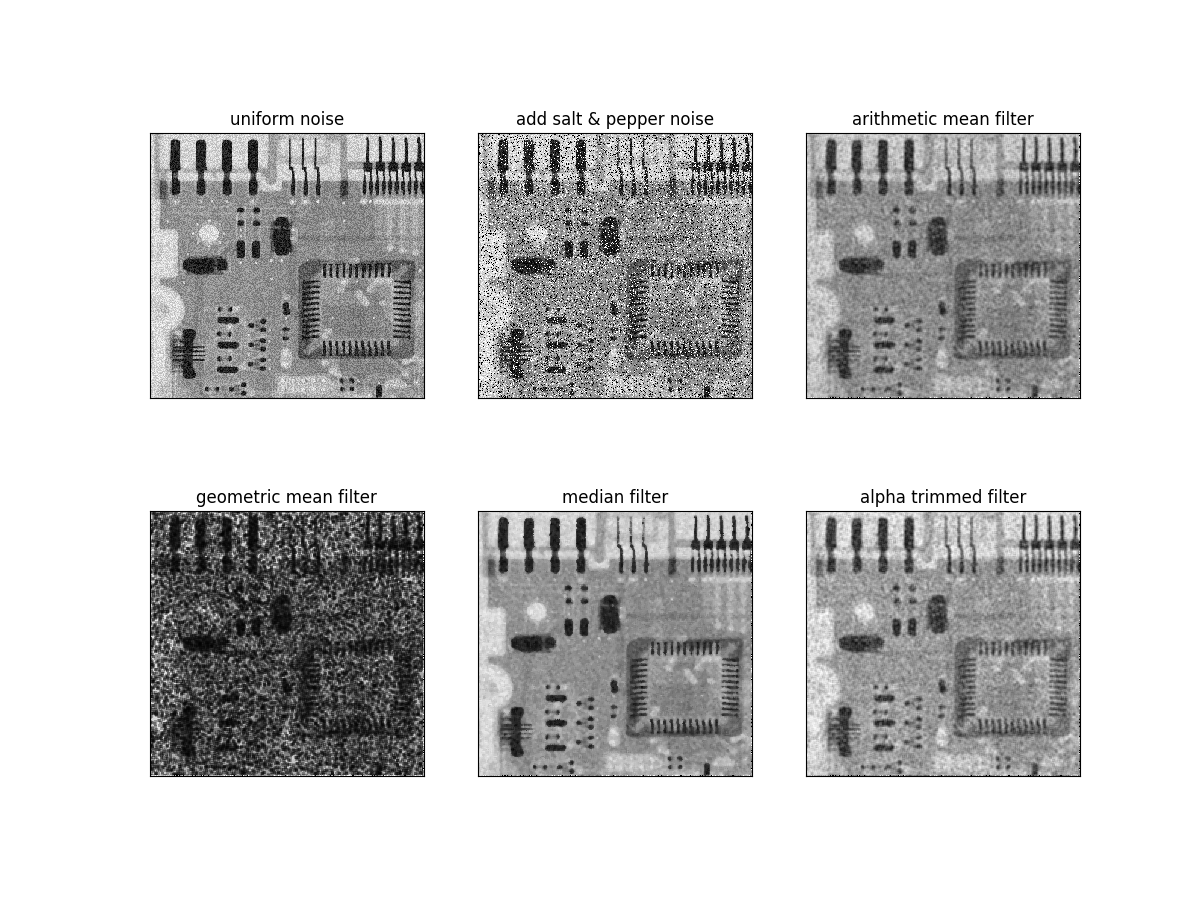 uniform noise
add salt & pepper noise
arithmetic mean filter
geometric mean filter
median filter
alpha trimmed filter